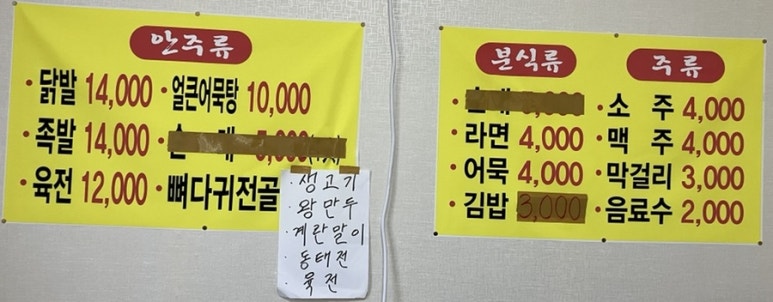 안주류
· 닭발 14,000 · 얼큰어묵탕 10,000
· 족발 14,000
· 육전 12,000 · 뼈다귀전골
· 생고기
· 왕만두
· 계란말이
· 동태전
· 육전
분식류
· 라면 4,000
· 어묵 4,000
· 김밥 3,000
주류
· 소주 4,000
· 맥주 4,000
· 막걸리 3,000
· 음료수 2,000